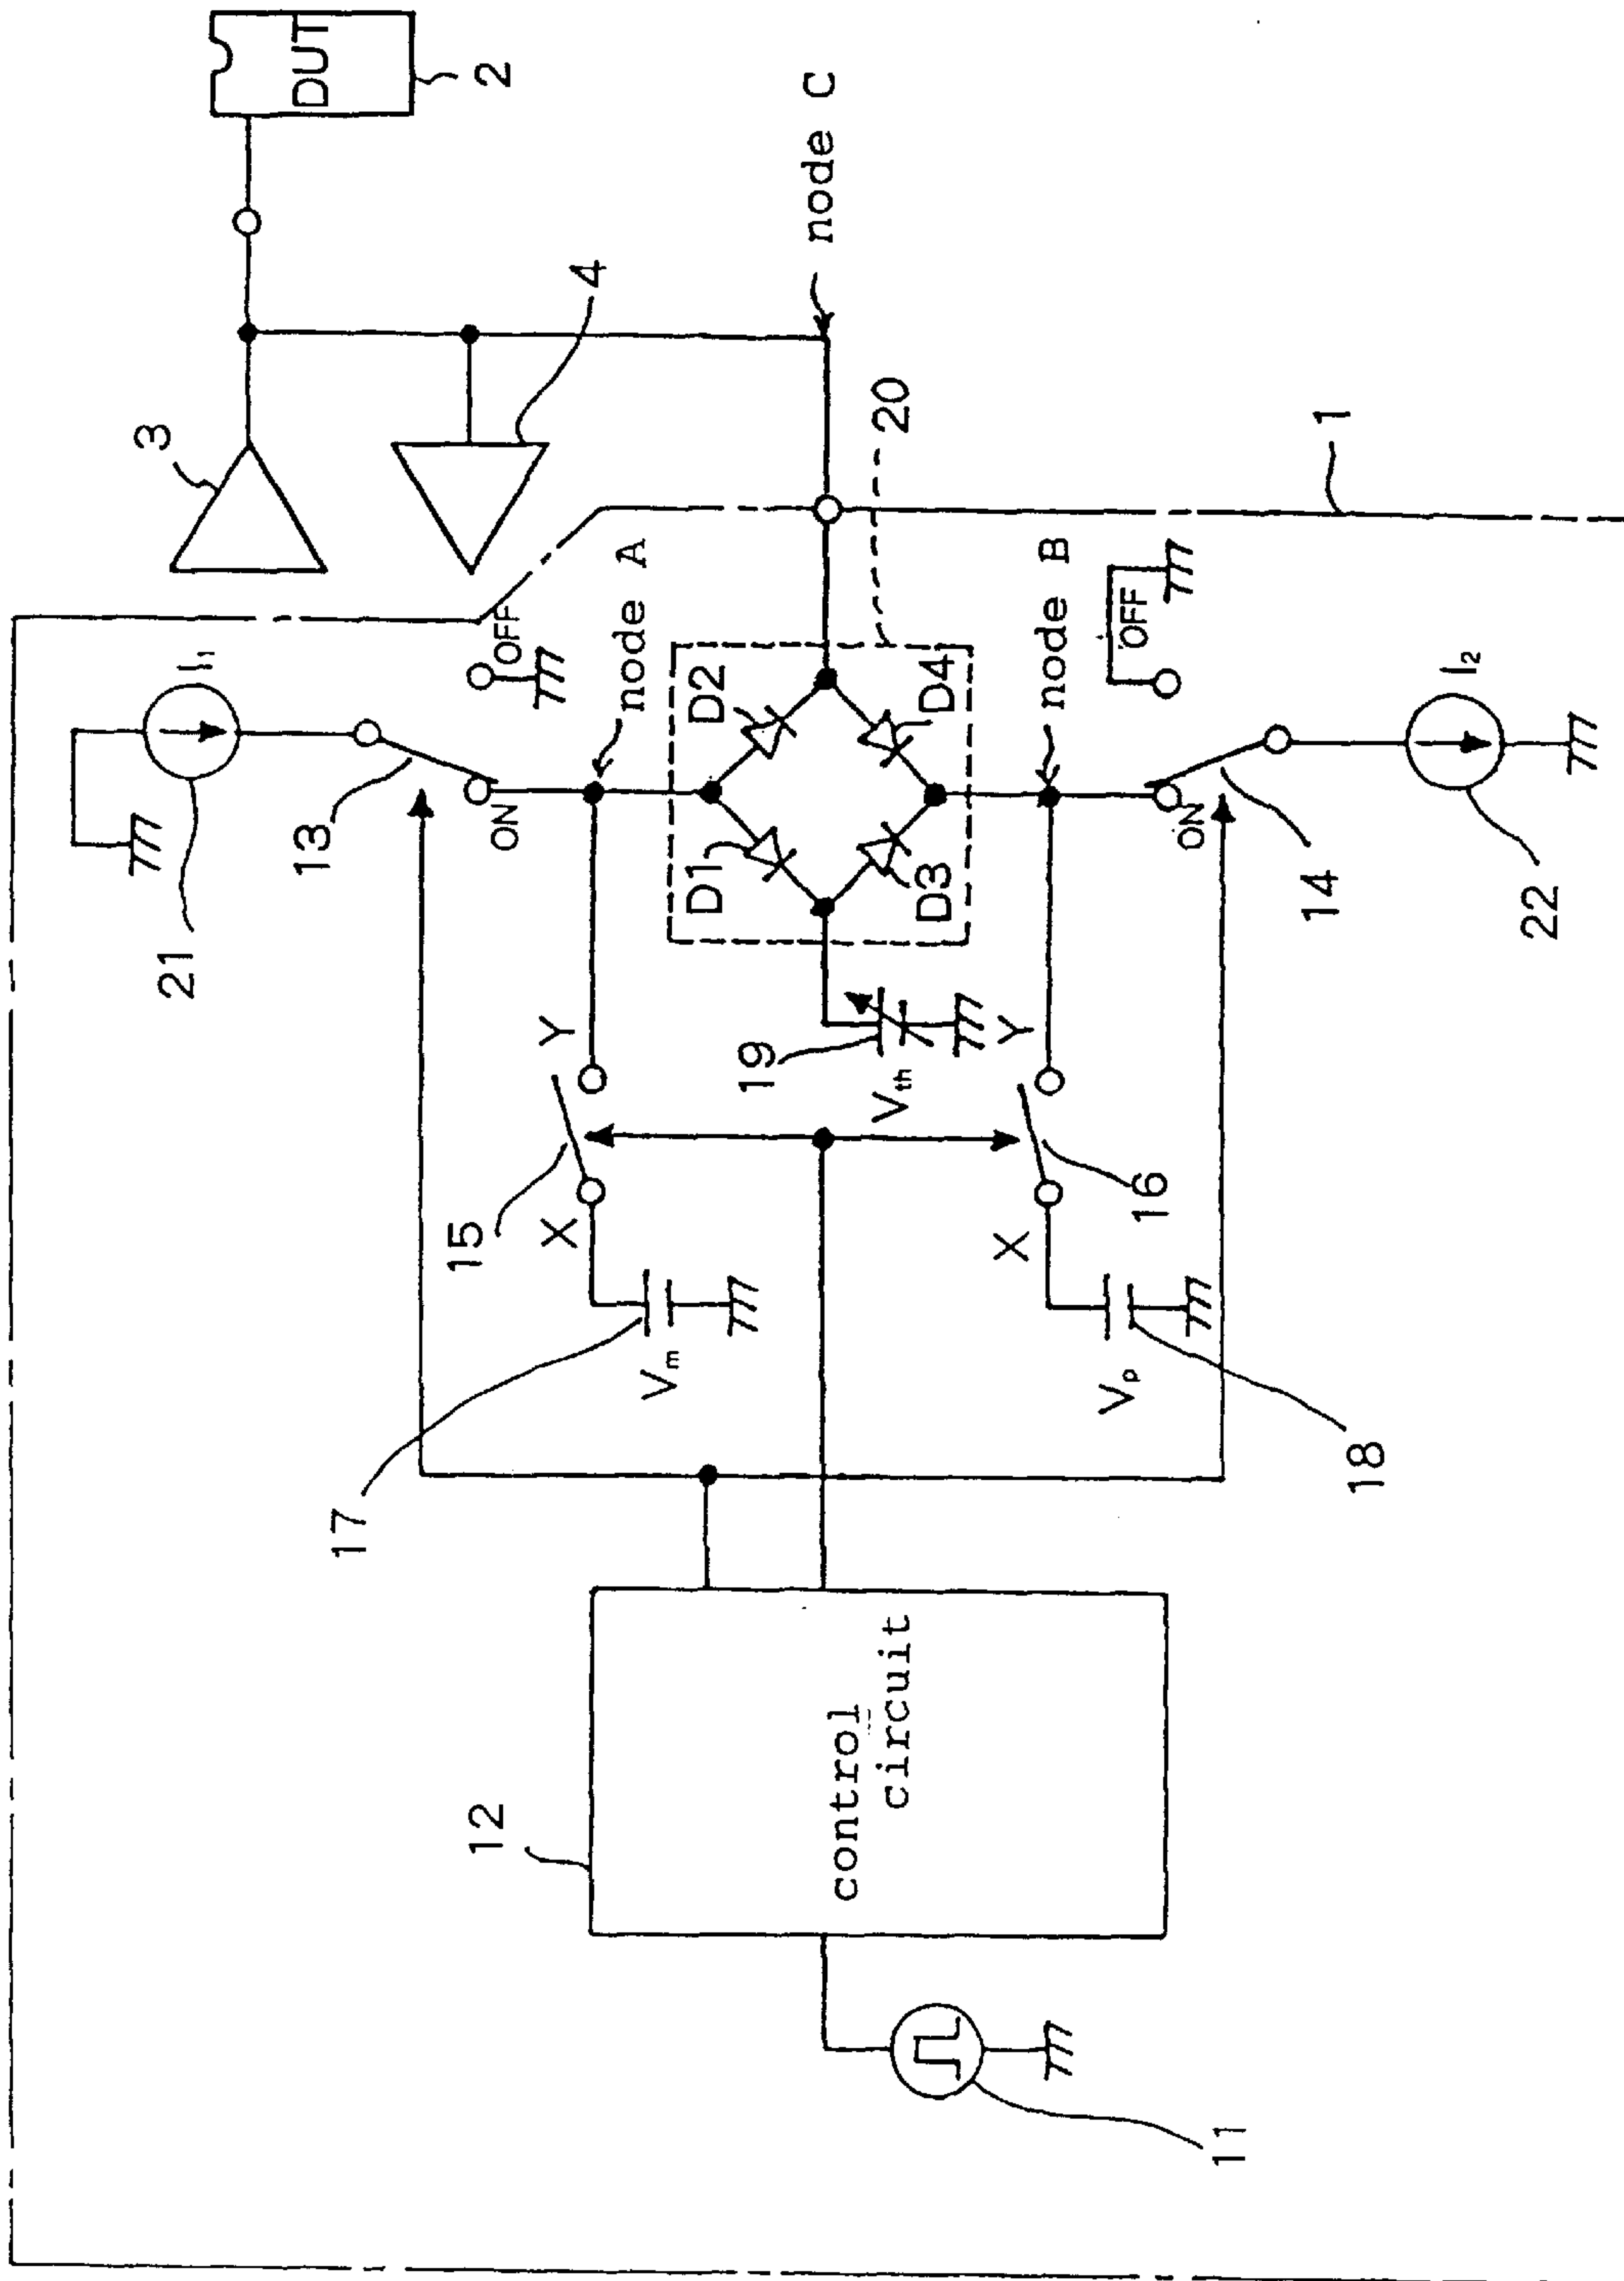 DUT
2
3
4
node C
20
1
I₁
21
13
OFF
ON
node A
D2
D1
D4
D3
node B
OFF
ON
I₂
14
22
Y
X
15
19
Vth
Y
X
16
17
Vm
Vp
18
12
control
circuit
11